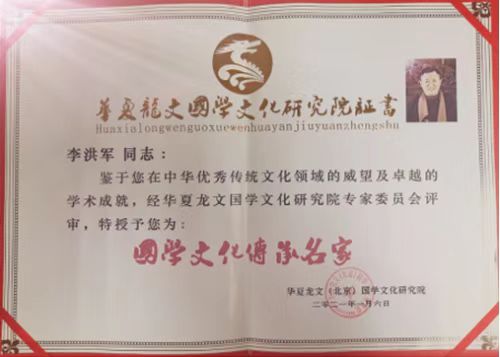 華夏龍文國學文化研究院証書
Huaxialongwenguoxuewenhuayanjiuyuanzhengshu
李洪军 同志：
鉴于您在中华优秀传统文化领域的威望及卓越的
学术成就，经华夏龙文国学文化研究院专家委员会评
审，特授予您为：
國學文化傳承名家
华夏龙文（北京）国学文化研究院
二零二一年一月六日